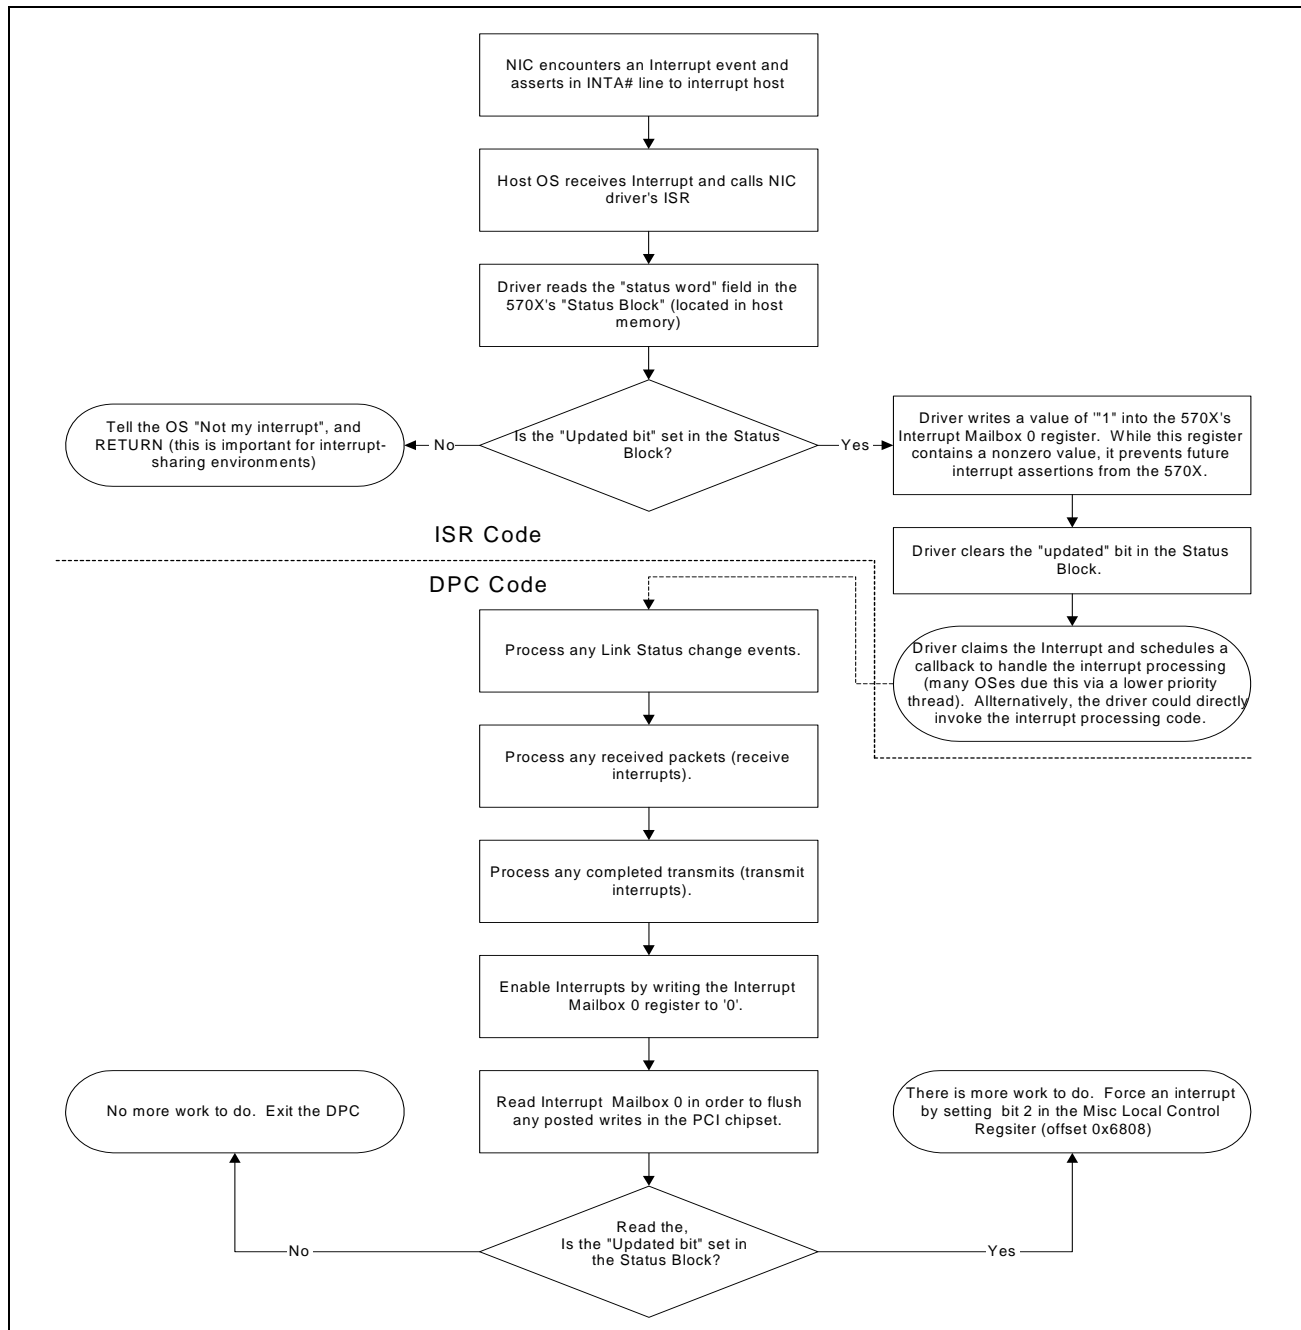 NIC encounters an Interrupt event and
asserts in INTA# line to interrupt host
Host OS receives Interrupt and calls NIC
driver's ISR
Driver reads the "status word" field in the
570X's "Status Block" (located in host
memory)
Is the "Updated bit" set in the Status
Block?
No
Tell the OS "Not my interrupt", and
RETURN (this is important for interrupt-
sharing environments)
Yes
Driver writes a value of '"1" into the 570X's
Interrupt Mailbox 0 register. While this register
contains a nonzero value, it prevents future
interrupt assertions from the 570X.
Driver clears the "updated" bit in the Status
Block.
Driver claims the Interrupt and schedules a
callback to handle the interrupt processing
(many OSes due this via a lower priority
thread). Allternatively, the driver could directly
invoke the interrupt processing code.
ISR Code
DPC Code
Process any Link Status change events.
Process any received packets (receive
interrupts).
Process any completed transmits (transmit
interrupts).
Enable Interrupts by writing the Interrupt
Mailbox 0 register to '0'.
Read Interrupt Mailbox 0 in order to flush
any posted writes in the PCI chipset.
Read the,
Is the "Updated bit" set in
the Status Block?
No
No more work to do. Exit the DPC
Yes
There is more work to do. Force an interrupt
by setting bit 2 in the Misc Local Control
Regsiter (offset 0x6808)